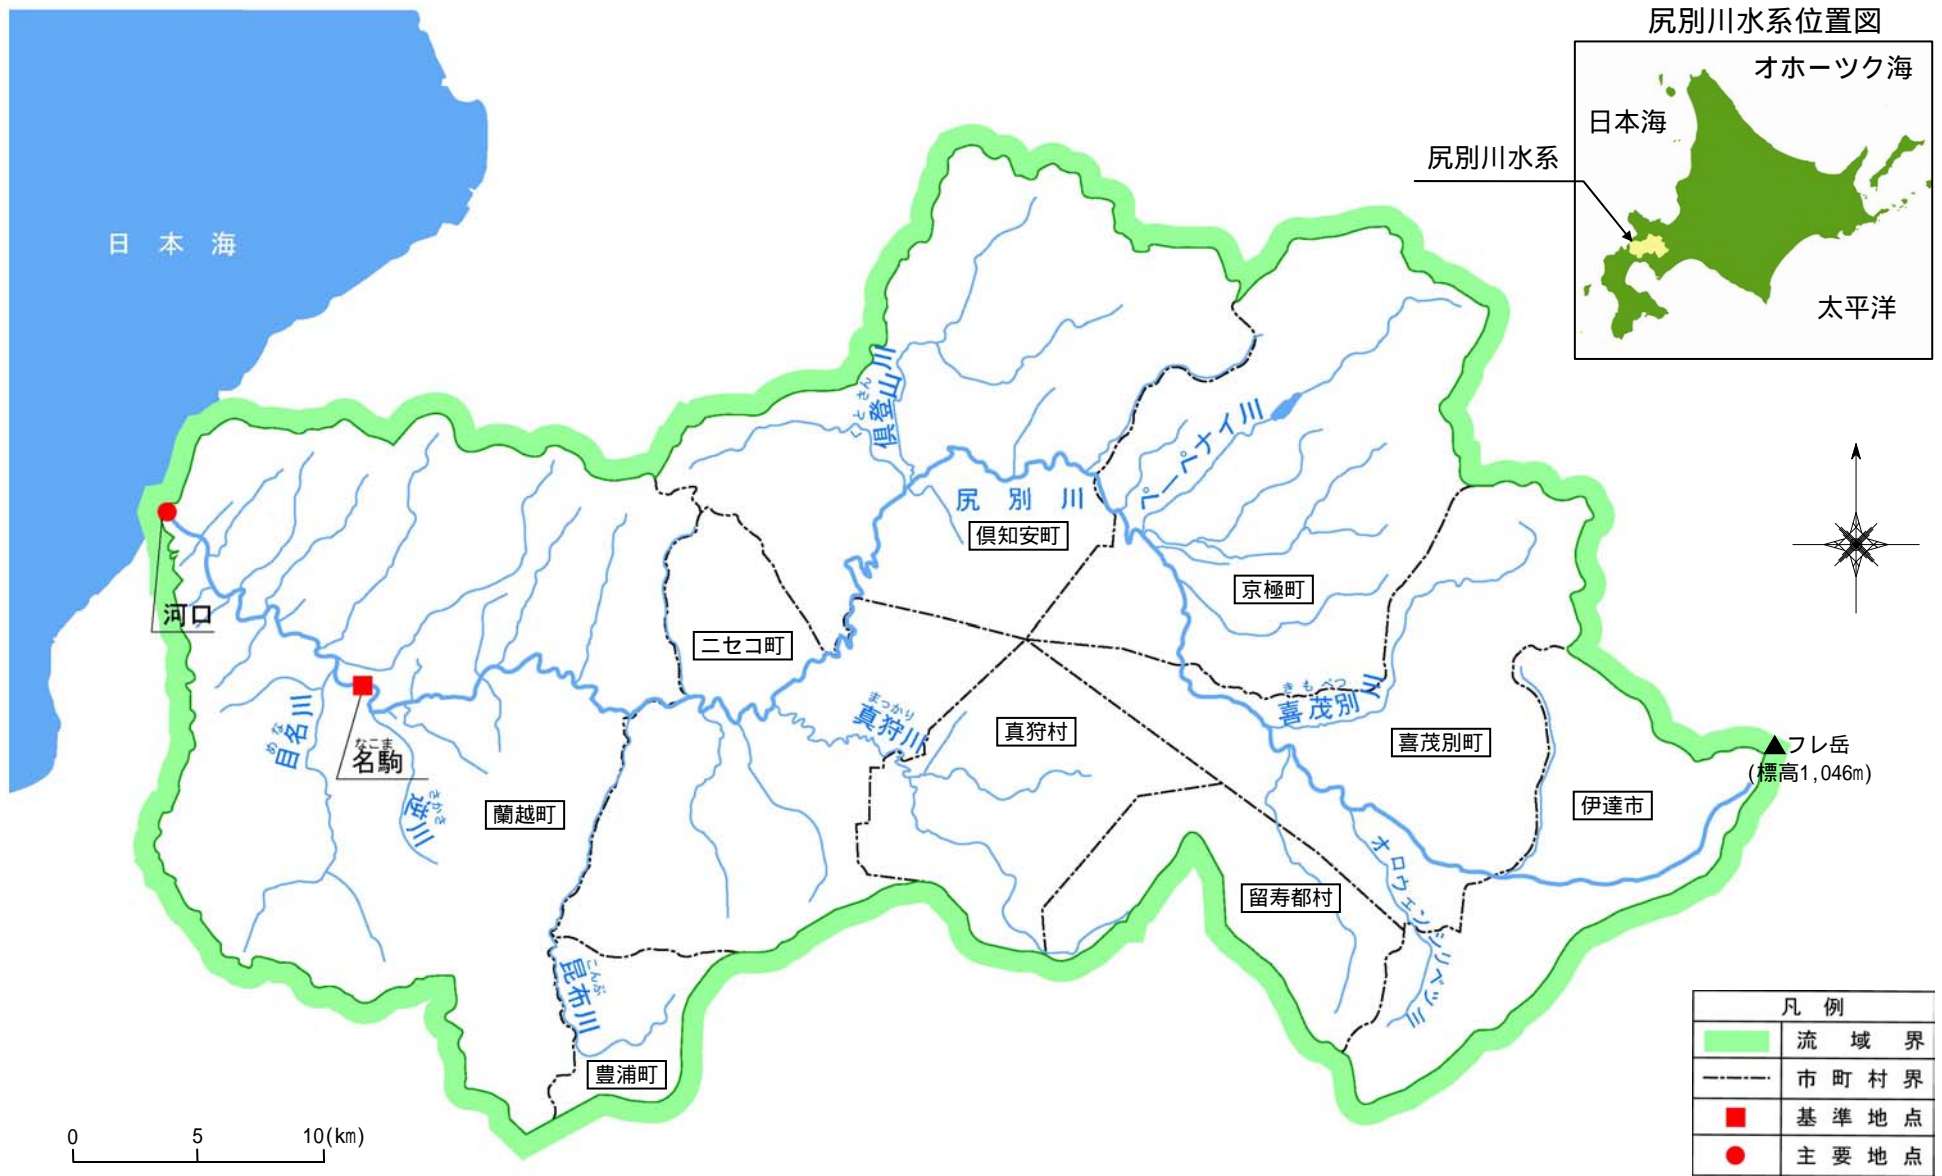 尻別川水系位置図
オホーツク海
日本海
尻別川水系
太平洋
日本海
くとさん
倶登山川
ペーペナイ川
尻別川
倶知安町
京極町
河口
ニセコ町
きもべつ
喜茂別川
まっかり
真狩川
真狩村
喜茂別町
フレ岳
(標高1,046m)
めな
目名川
なこま
名駒
さかさ
逆川
蘭越町
伊達市
オロウェンシリベツ川
留寿都村
こんぶ
昆布川
豊浦町
凡例
流域界
市町村界
基準地点
主要地点
0 5 10(km)